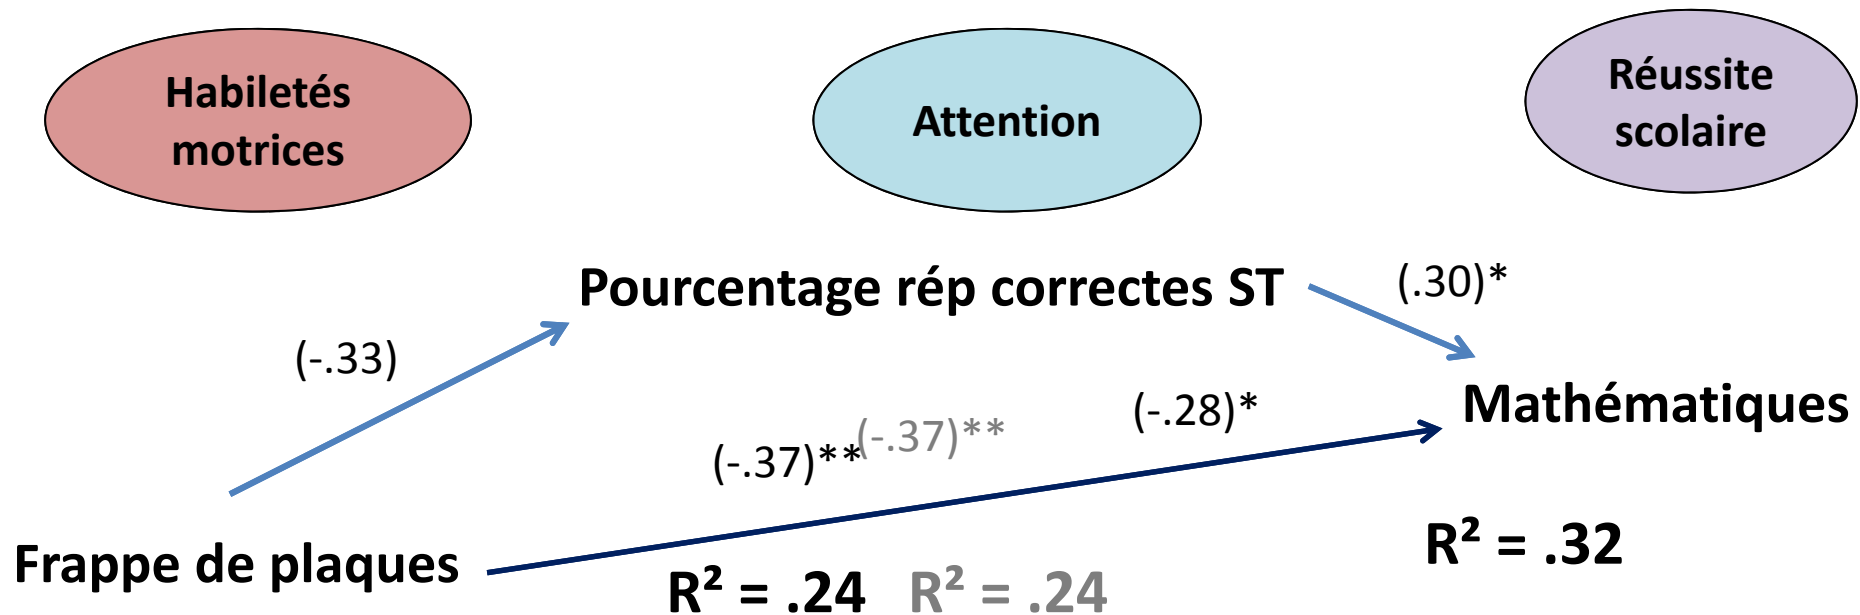 Habiletés
motrices
Attention
Réussite
scolaire
Pourcentage rép correctes ST
(.30)*
(-.33)
(-.37)**
(-.37)**
(-.28)*
Mathématiques
Frappe de plaques
R² = .24
R² = .24
R² = .32